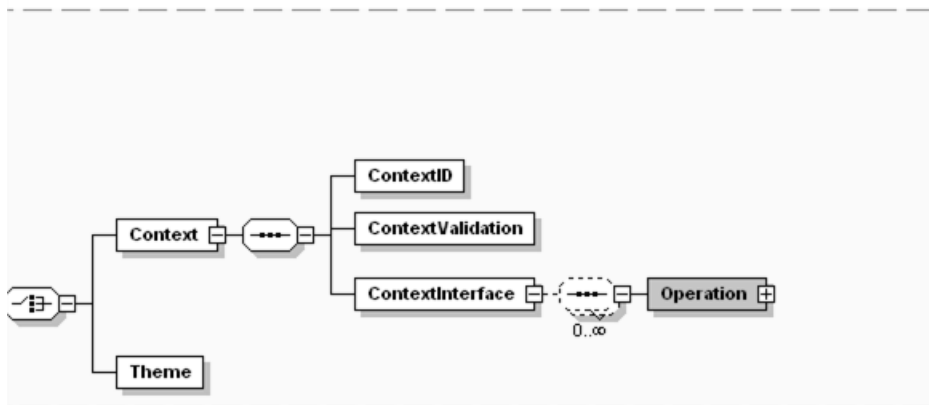 ContextID
ContextValidation
Context
ContextInterface
Operation
0..∞
Theme